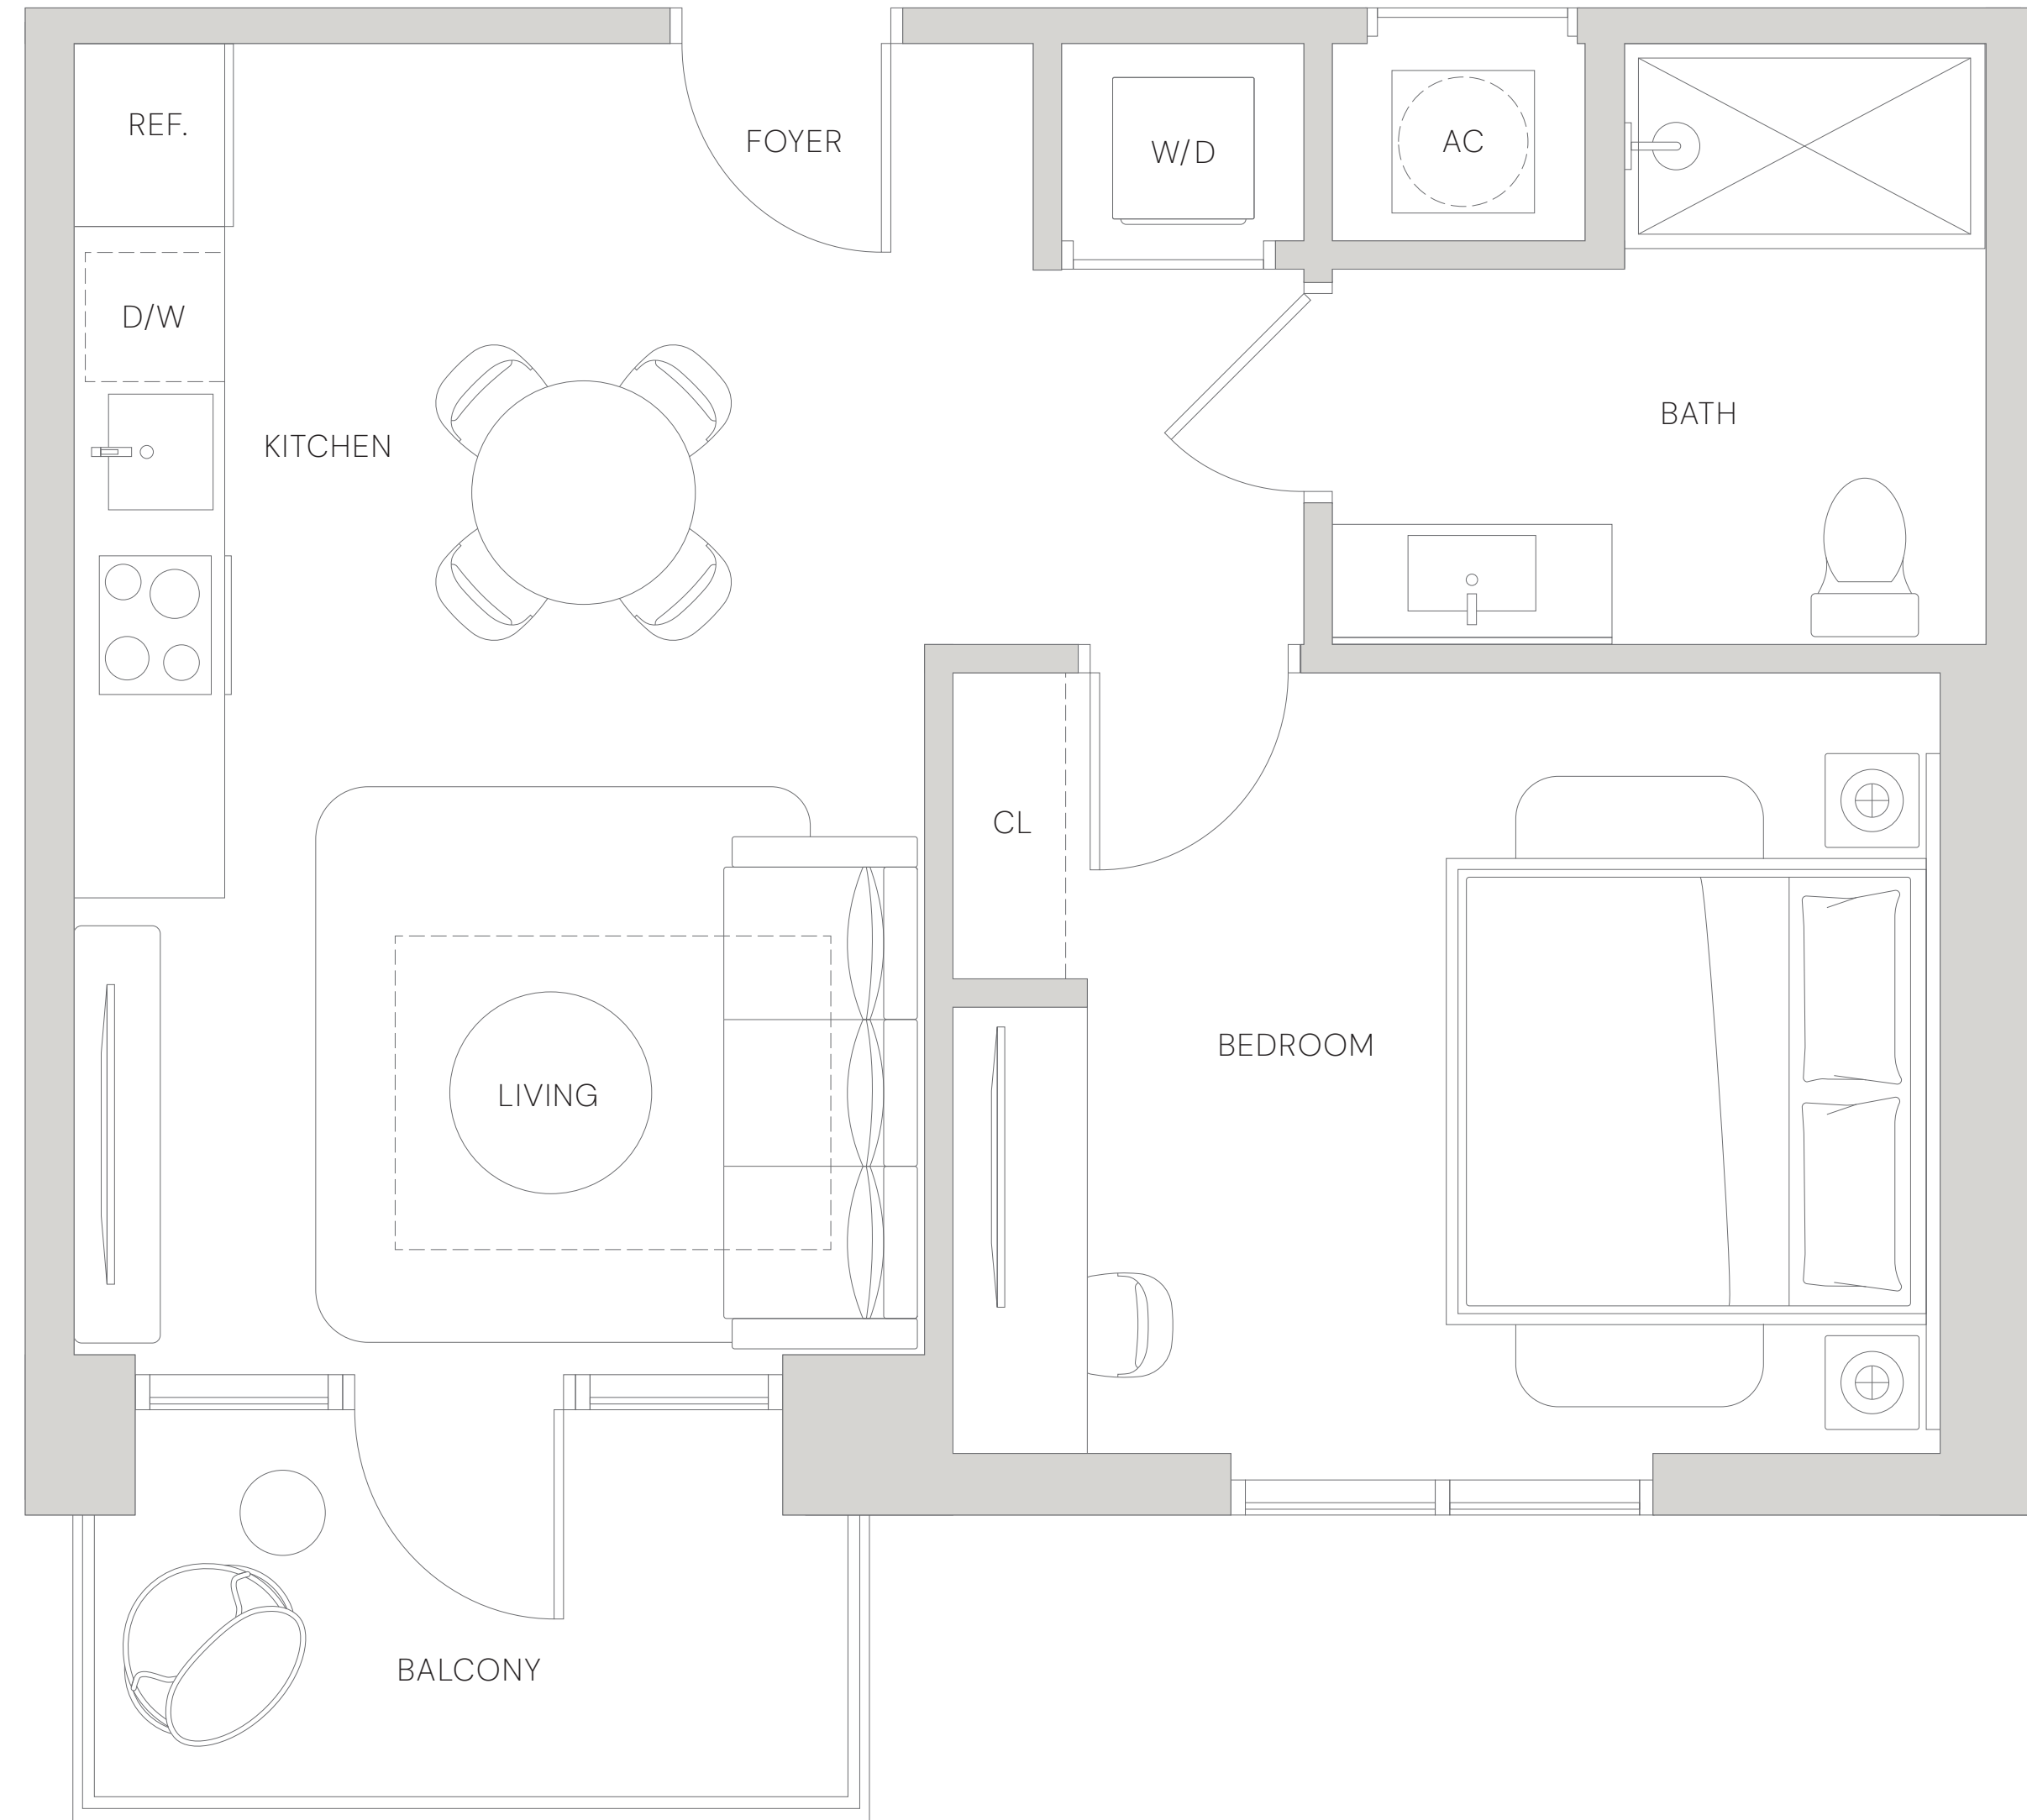 REF.
FOYER
W/D
AC
D/W
KITCHEN
BATH
CL
BEDROOM
LIVING
BALCONY